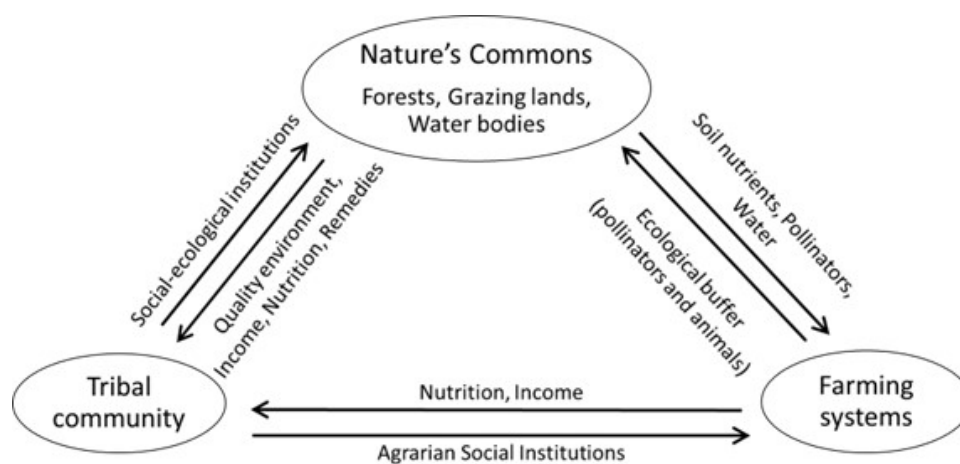 Nature's Commons
Forests, Grazing lands,
Water bodies
Social-ecological institutions
Quality environment,
Income, Nutrition, Remedies
Soil nutrients, Pollinators,
Water
Ecological buffer
(pollinators and animals)
Tribal
community
Nutrition, Income
Agrarian Social Institutions
Farming
systems